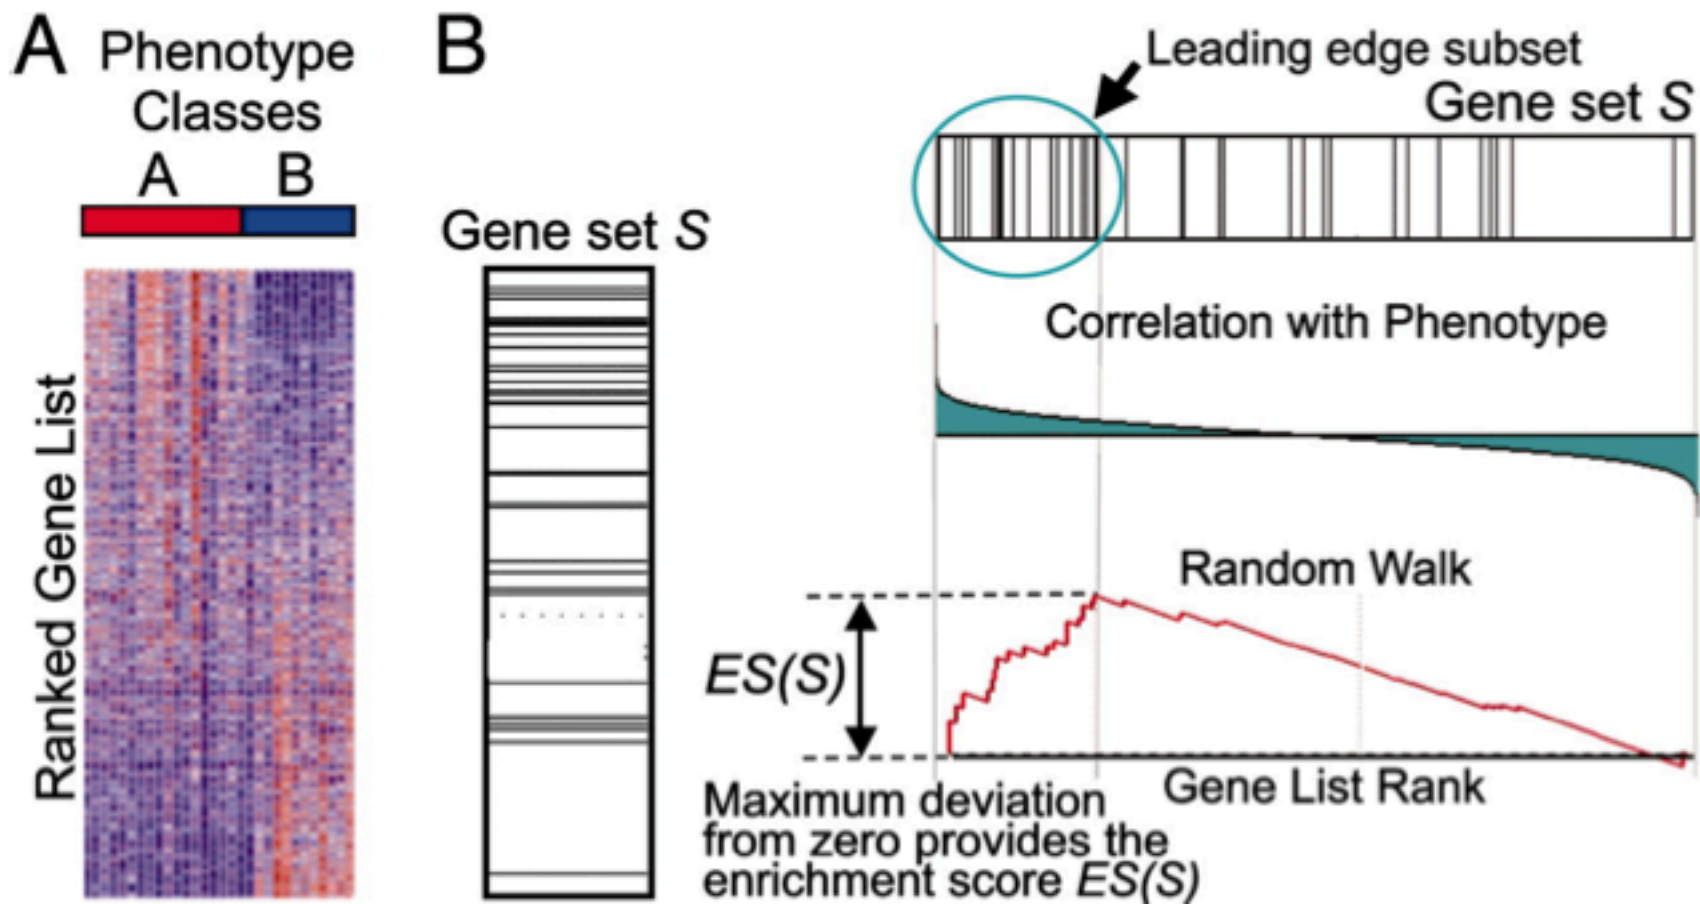 A
Phenotype
Classes
A B
Ranked Gene List
B
Gene set S
Leading edge subset
Gene set S
Correlation with Phenotype
Random Walk
ES(S)
Gene List Rank
Maximum deviation
from zero provides the
enrichment score ES(S)